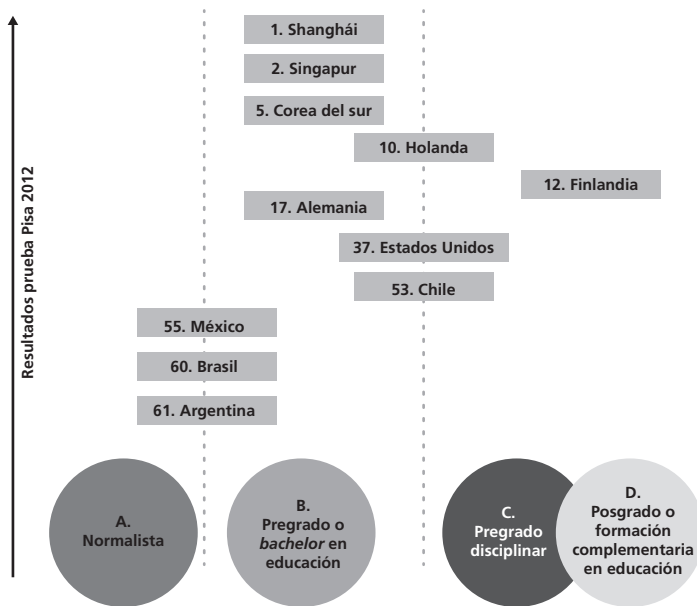 Resultados prueba Pisa 2012
1. Shanghái
2. Singapur
5. Corea del sur
10. Holanda
12. Finlandia
17. Alemania
37. Estados Unidos
53. Chile
55. México
60. Brasil
61. Argentina
A.
Normalista
B.
Pregrado o
bachelor en
educación
C.
Pregrado
disciplinar
D.
Posgrado o
formación
complementaria
en educación